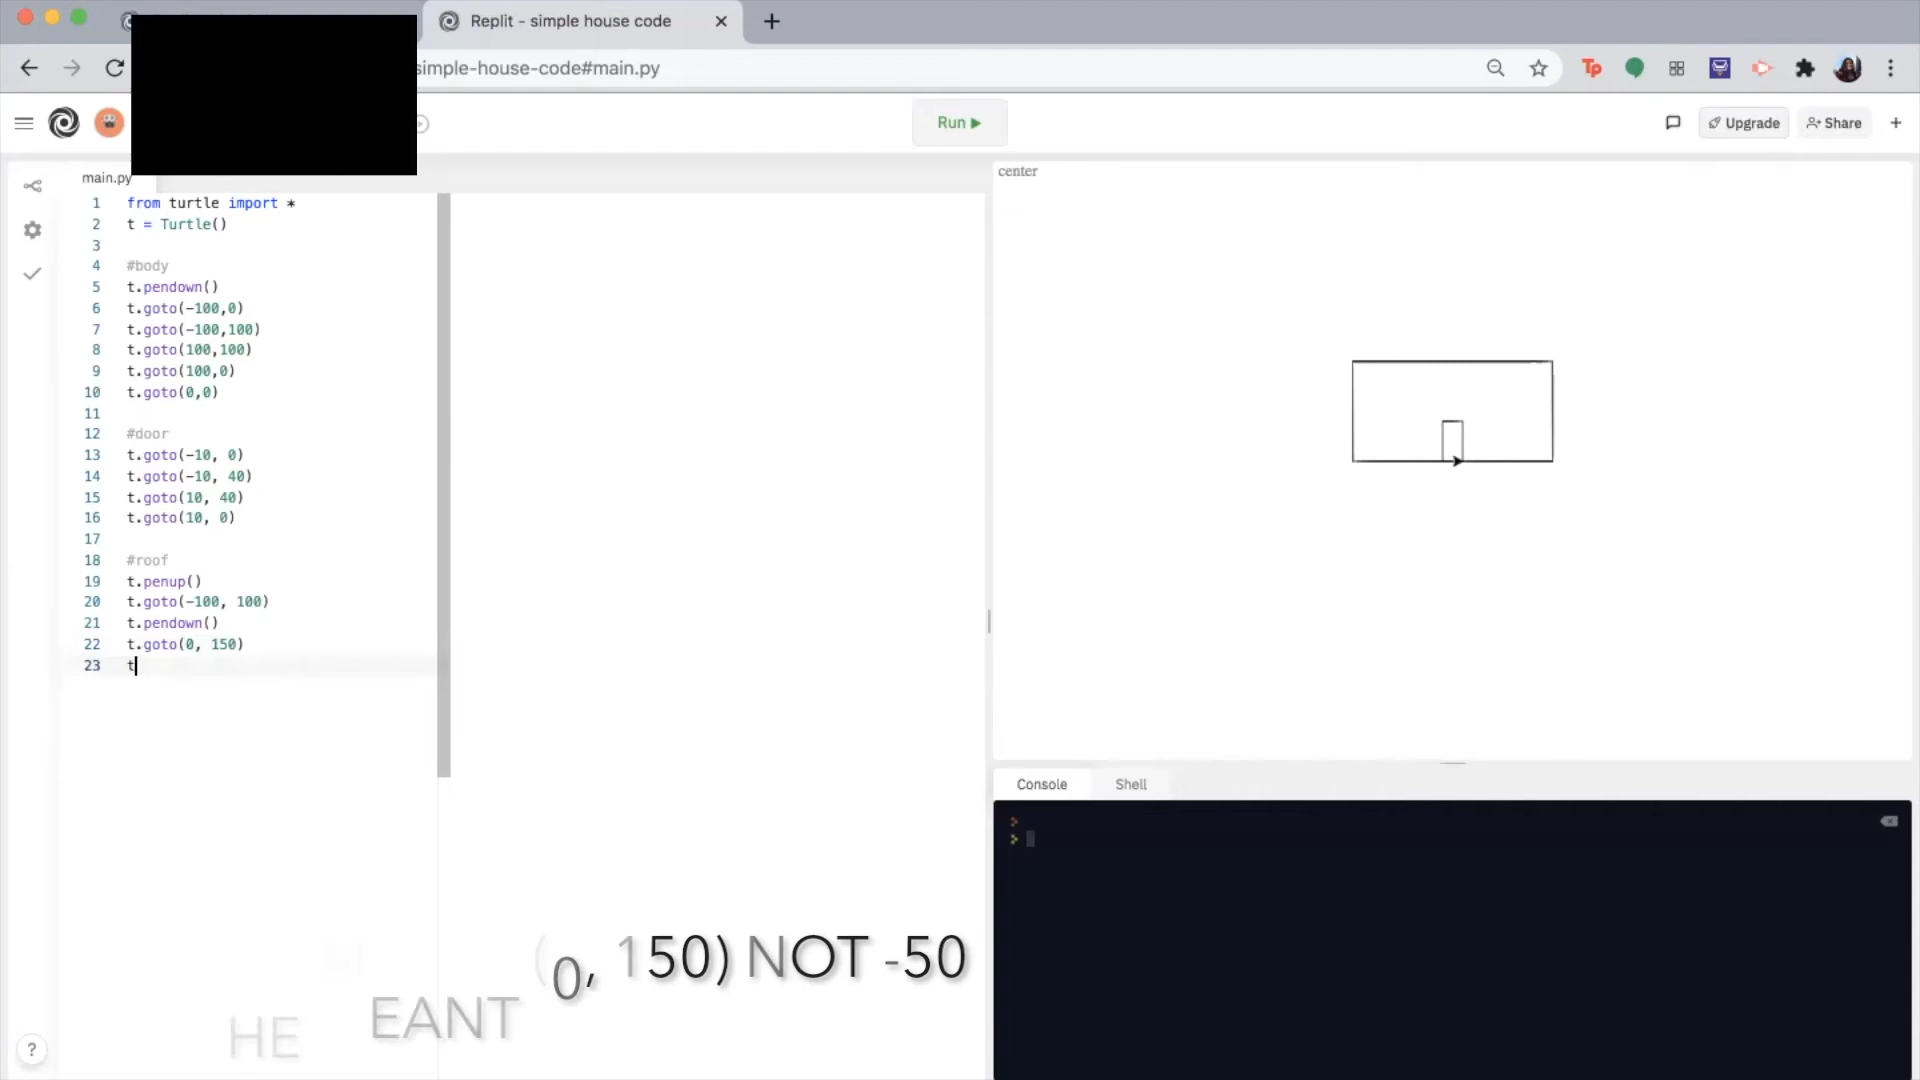 Replit - simple house code
simple-house-code#main.py
Tp
Run
Upgrade
Share
main.py
center
1 from turtle import *
2 t = Turtle()
3
4 #body
5 t.pendown()
6 t.goto(-100,0)
7 t.goto(-100,100)
8 t.goto(100,100)
9 t.goto(100,0)
10 t.goto(0,0)
11
12 #door
13 t.goto(-10, 0)
14 t.goto(-10, 40)
15 t.goto(10, 40)
16 t.goto(10, 0)
17
18 #roof
19 t.penup()
20 t.goto(-100, 100)
21 t.pendown()
22 t.goto(0, 150)
23 t
Console Shell
(0, 150) NOT -50
HE EANT
?